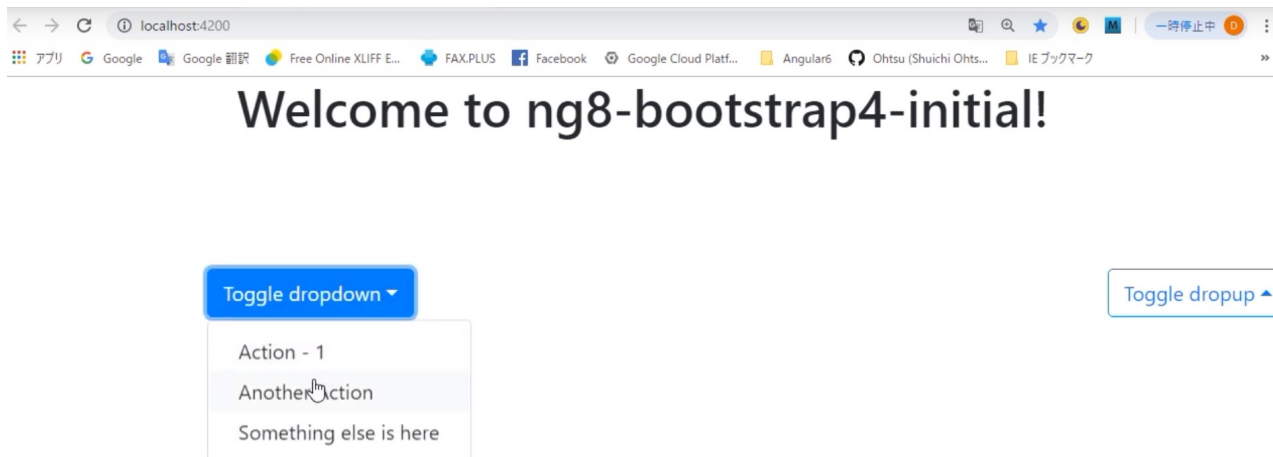 localhost:4200
一時停止中 D
アプリ G Google Google 翻訳 Free Online XLIFF E... FAX.PLUS Facebook Google Cloud Platf... Angular6 Ohtsu (Shuichi Ohts... IE ブックマーク »
Welcome to ng8-bootstrap4-initial!
Toggle dropdown
Toggle dropup
Action - 1
Another Action
Something else is here